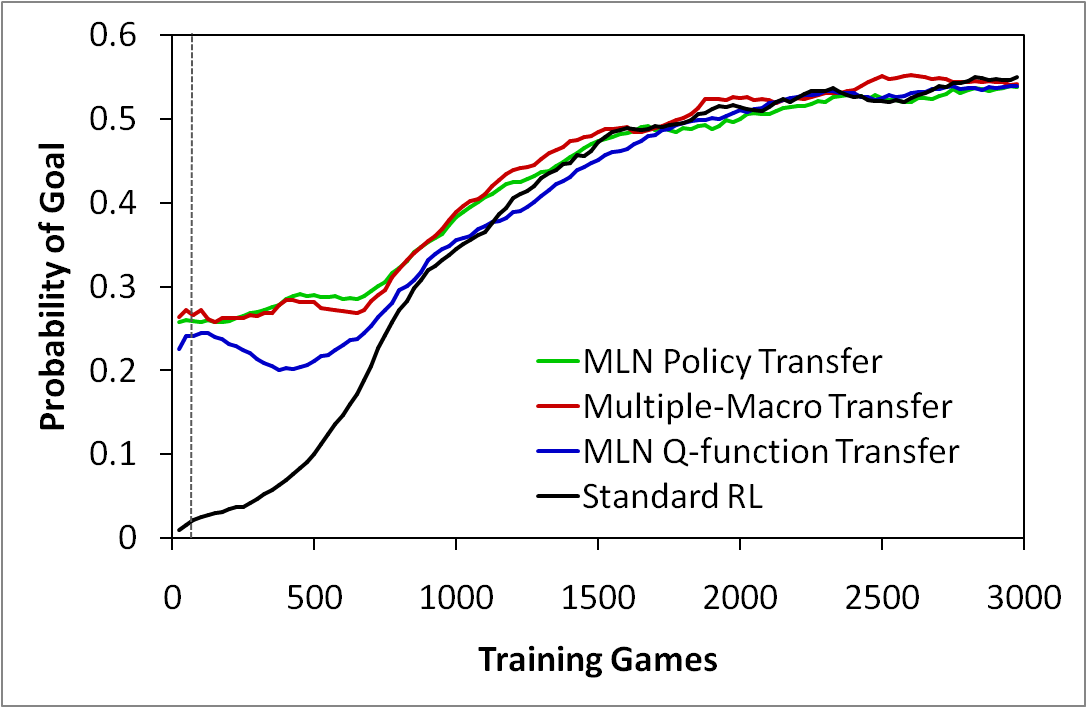 0.6
0.5
0.4
0.3
0.2
0.1
0
Probability of Goal
MLN Policy Transfer
Multiple-Macro Transfer
MLN Q-function Transfer
Standard RL
0 500 1000 1500 2000 2500 3000
Training Games